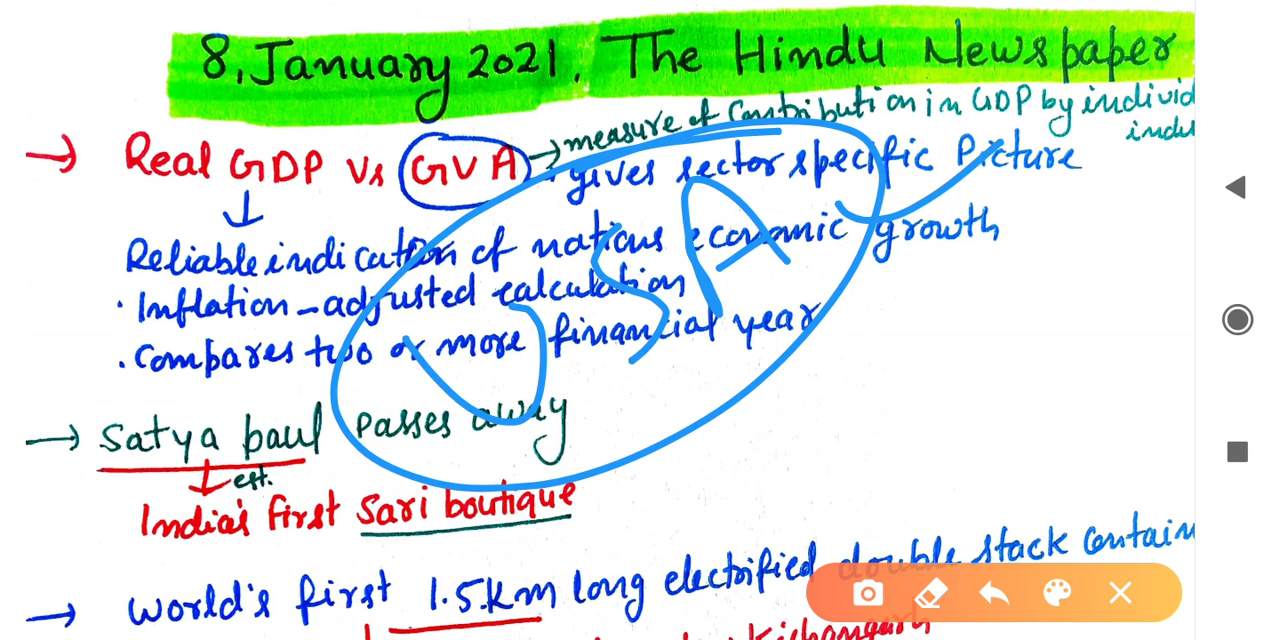 8, January 2021, The Hindu Newspaper
→ measure of Contribution in GDP by individ
indu
→ Real GDP Vs GVA
• gives sector specific Picture
Reliable indication of nations economic growth
• Inflation-adjusted calculation
• Compares two or more financial year
USA
→ Satya paul passes away
est.
India's first Sari boutique
→ World's first 1.5km long electrified double stack contain